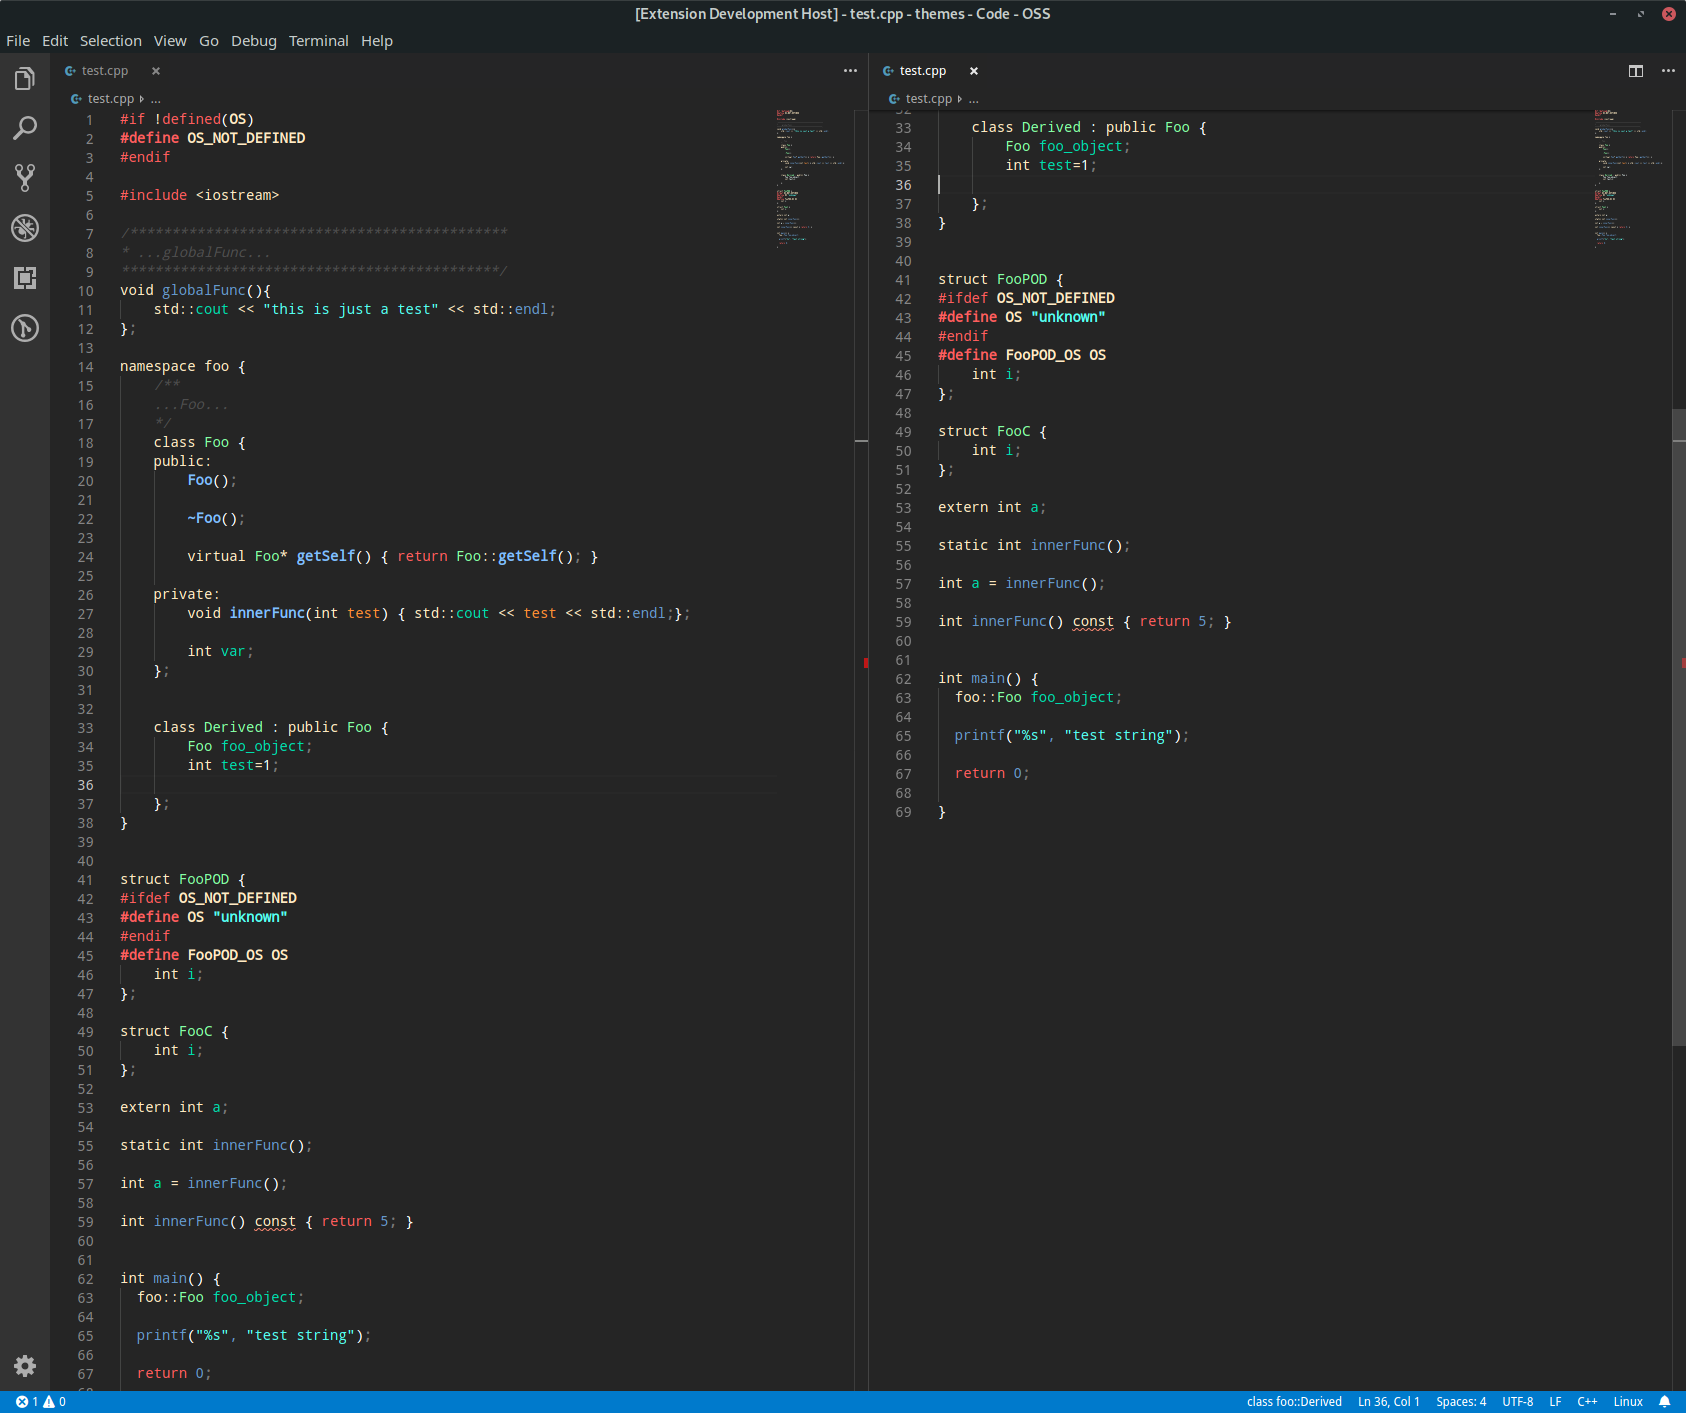 [Extension Development Host] - test.cpp - themes - Code - OSS
File Edit Selection View Go Debug Terminal Help
test.cpp
test.cpp ...
1 #if !defined(OS)
2 #define OS_NOT_DEFINED
3 #endif
4
5 #include <iostream>
6
7 /*********************************************
8 * ...globalFunc...
9 *********************************************/
10 void globalFunc(){
11     std::cout << "this is just a test" << std::endl;
12 };
13
14 namespace foo {
15     /**
16     ...Foo...
17     */
18     class Foo {
19     public:
20         Foo();
21
22         ~Foo();
23
24         virtual Foo* getSelf() { return Foo::getSelf(); }
25
26     private:
27         void innerFunc(int test) { std::cout << test << std::endl;};
28
29         int var;
30     };
31
32
33     class Derived : public Foo {
34         Foo foo_object;
35         int test=1;
36
37     };
38 }
39
40
41 struct FooPOD {
42 #ifdef OS_NOT_DEFINED
43 #define OS "unknown"
44 #endif
45 #define FooPOD_OS OS
46     int i;
47 };
48
49 struct FooC {
50     int i;
51 };
52
53 extern int a;
54
55 static int innerFunc();
56
57 int a = innerFunc();
58
59 int innerFunc() const { return 5; }
60
61
62 int main() {
63   foo::Foo foo_object;
64
65   printf("%s", "test string");
66
67   return 0;
test.cpp
test.cpp ...
33     class Derived : public Foo {
34         Foo foo_object;
35         int test=1;
36
37     };
38 }
39
40
41 struct FooPOD {
42 #ifdef OS_NOT_DEFINED
43 #define OS "unknown"
44 #endif
45 #define FooPOD_OS OS
46     int i;
47 };
48
49 struct FooC {
50     int i;
51 };
52
53 extern int a;
54
55 static int innerFunc();
56
57 int a = innerFunc();
58
59 int innerFunc() const { return 5; }
60
61
62 int main() {
63   foo::Foo foo_object;
64
65   printf("%s", "test string");
66
67   return 0;
68
69 }
1 0 class foo::Derived Ln 36, Col 1 Spaces: 4 UTF-8 LF C++ Linux